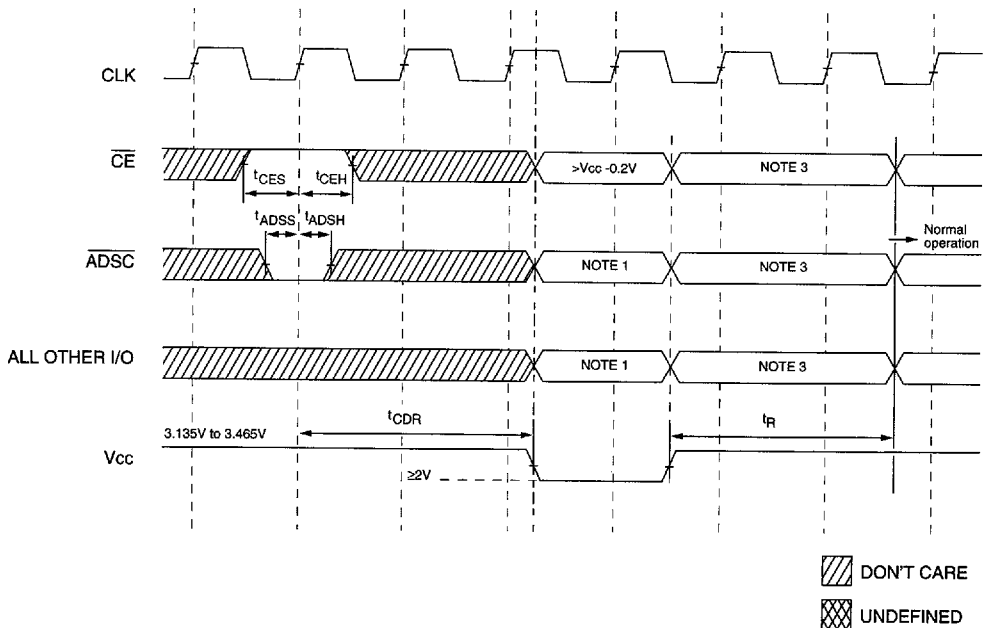 CLK
CE
>Vcc -0.2V
NOTE 3
tCES
tCEH
tADSS
tADSH
Normal
operation
ADSC
NOTE 1
NOTE 3
ALL OTHER I/O
NOTE 1
NOTE 3
tCDR
tR
3.135V to 3.465V
Vcc
≥2V
DON'T CARE
UNDEFINED